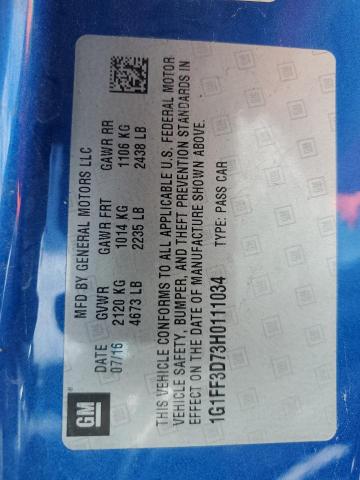 GM
MFD BY GENERAL MOTORS LLC
DATE GVWR GAWR FRT GAWR RR
07/16 2120 KG 1014 KG 1106 KG
4673 LB 2235 LB 2438 LB
THIS VEHICLE CONFORMS TO ALL APPLICABLE U.S. FEDERAL MOTOR
VEHICLE SAFETY, BUMPER, AND THEFT PREVENTION STANDARDS IN
EFFECT ON THE DATE OF MANUFACTURE SHOWN ABOVE.
1G1FF3D73H0111034 TYPE: PASS CAR